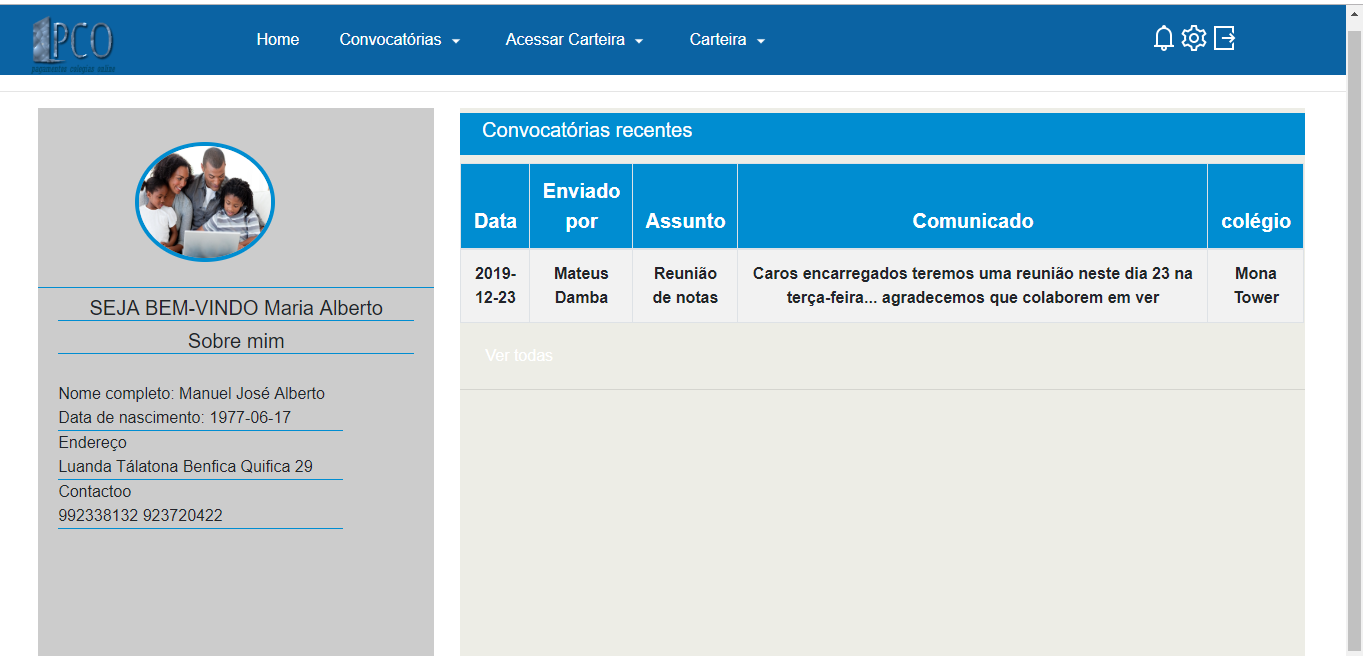 PCO
Home
Convocatórias
Acessar Carteira
Carteira
SEJA BEM-VINDO Maria Alberto
Sobre mim
Nome completo: Manuel José Alberto
Data de nascimento: 1977-06-17
Endereço
Luanda Tálatona Benfica Quifica 29
Contactoo
992338132 923720422
Convocatórias recentes
Data
Enviado
por
Assunto
Comunicado
colégio
2019-
12-23
Mateus
Damba
Reunião
de notas
Caros encarregados teremos uma reunião neste dia 23 na
terça-feira... agradecemos que colaborem em ver
Mona
Tower
Ver todas